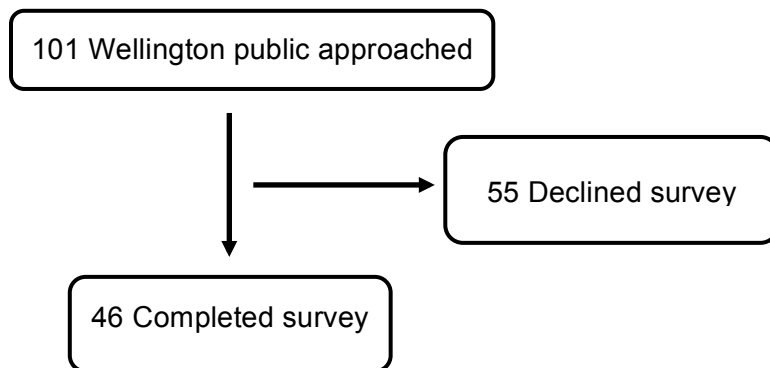 101 Wellington public approached
55 Declined survey
46 Completed survey